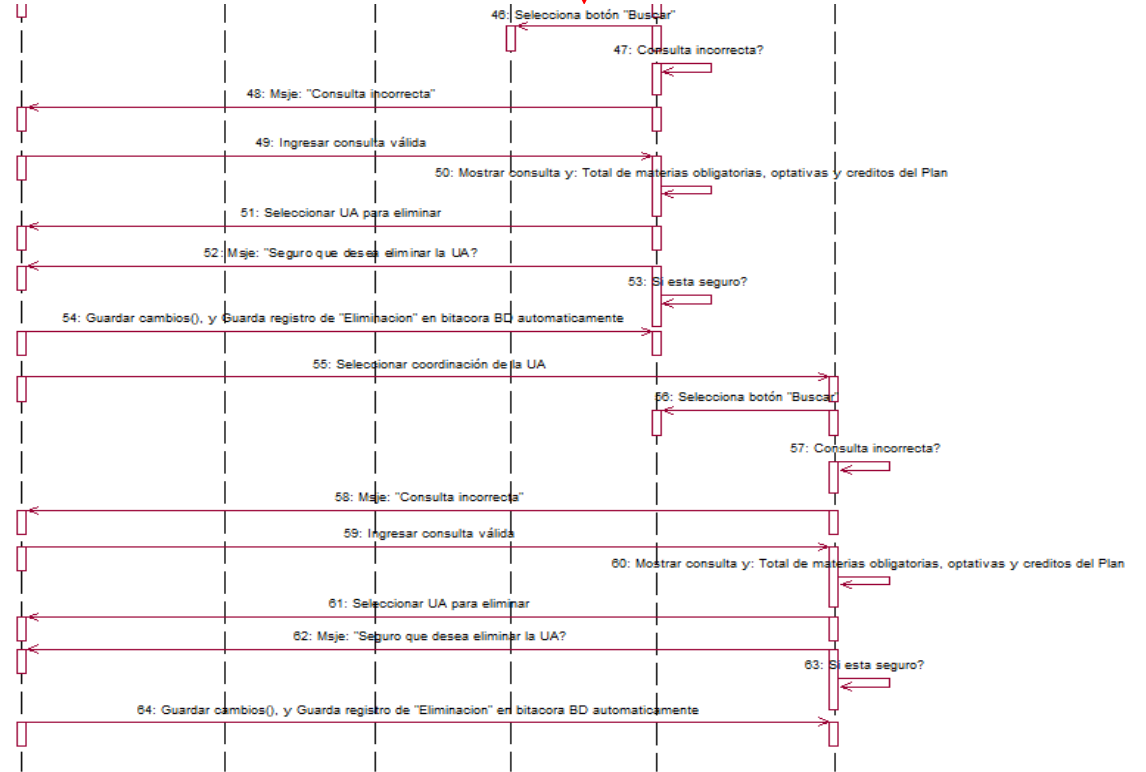 46: Selecciona botón "Buscar"
47: Consulta incorrecta?
48: Msje: "Consulta incorrecta"
49: Ingresar consulta válida
50: Mostrar consulta y: Total de materias obligatorias, optativas y creditos del Plan
51: Seleccionar UA para eliminar
52: Msje: "Seguro que desea eliminar la UA?
53: Si esta seguro?
54: Guardar cambios(), y Guarda registro de "Eliminacion" en bitacora BD automaticamente
55: Seleccionar coordinación de la UA
56: Selecciona botón "Buscar"
57: Consulta incorrecta?
58: Msje: "Consulta incorrecta"
59: Ingresar consulta válida
60: Mostrar consulta y: Total de materias obligatorias, optativas y creditos del Plan
61: Seleccionar UA para eliminar
62: Msje: "Seguro que desea eliminar la UA?
63: Si esta seguro?
64: Guardar cambios(), y Guarda registro de "Eliminacion" en bitacora BD automaticamente